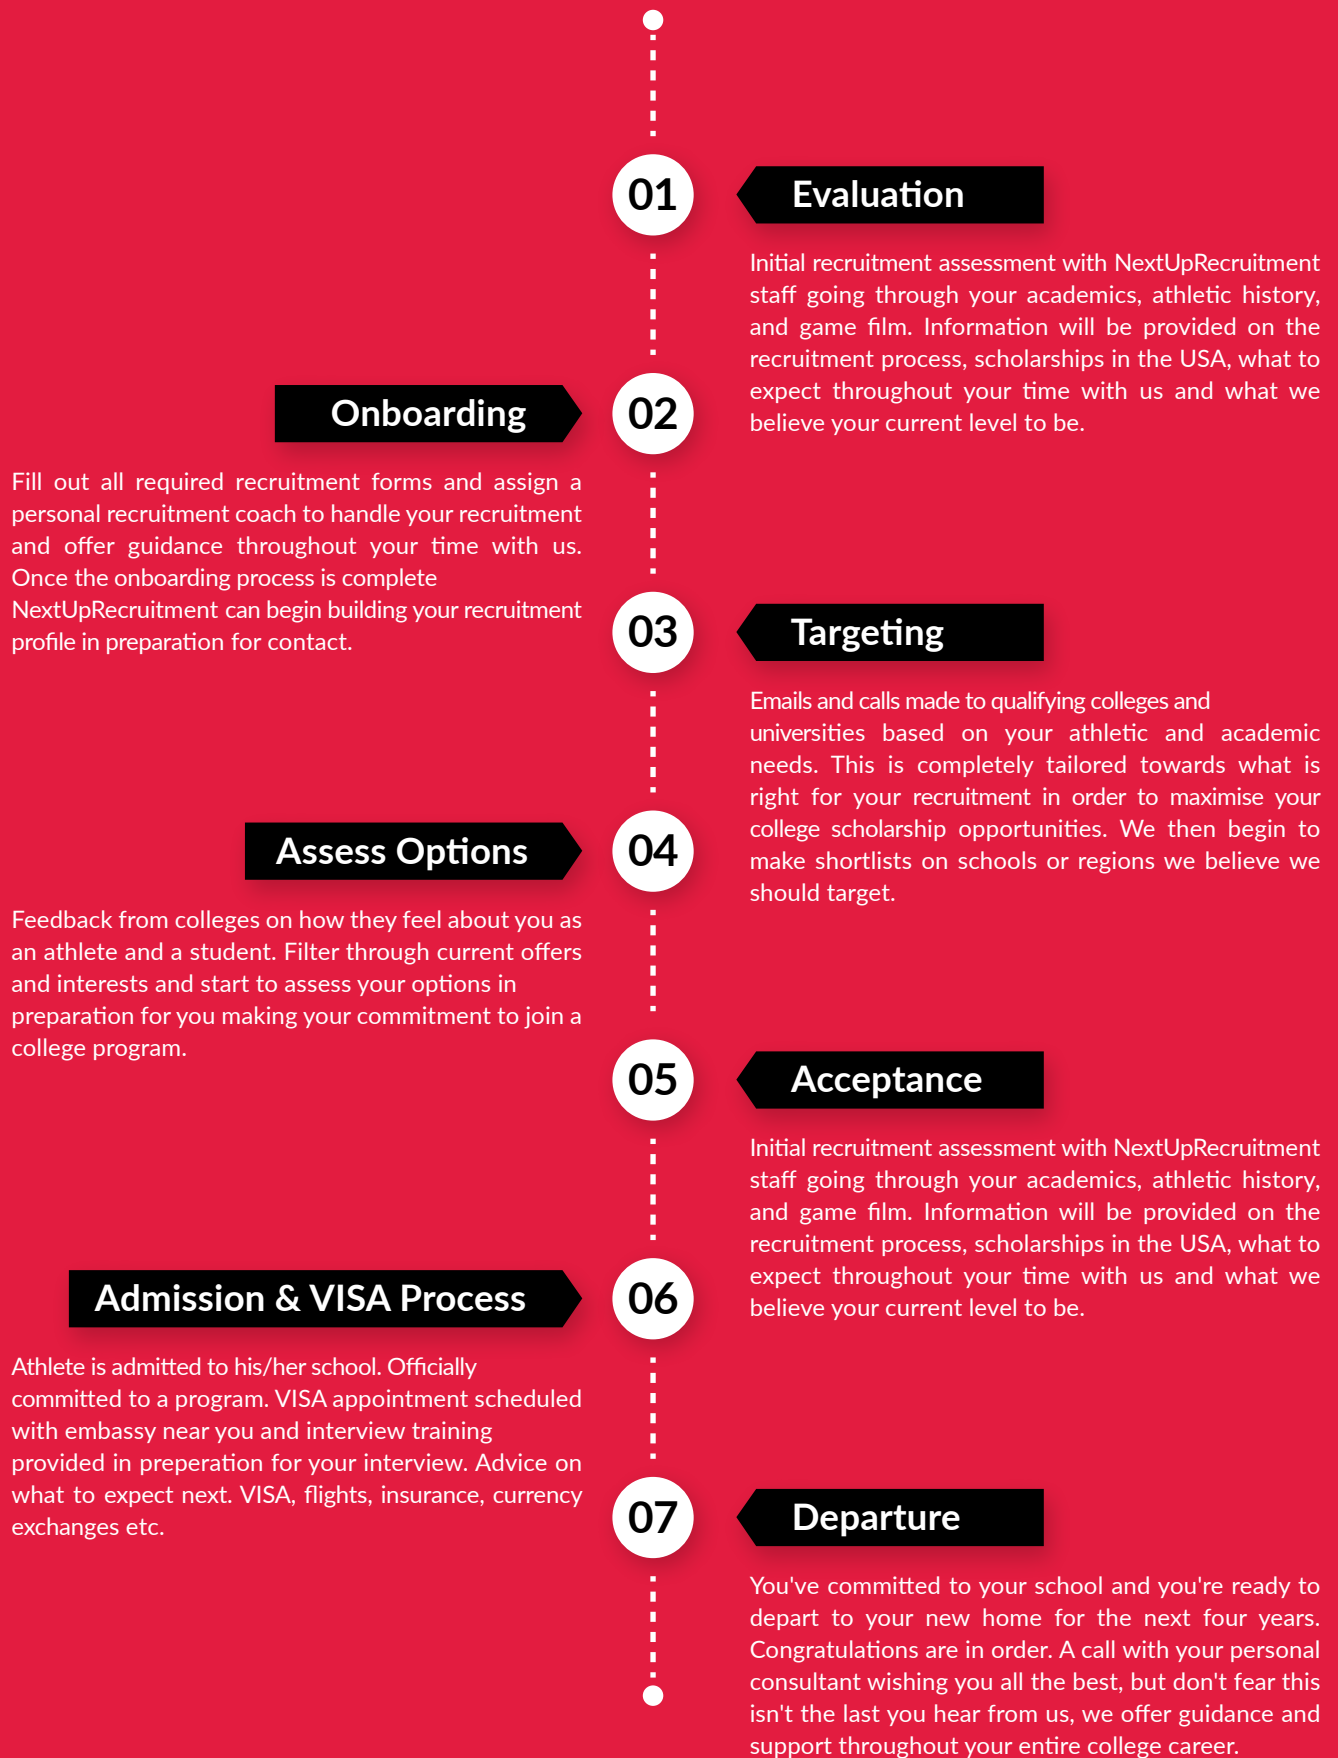 01
Evaluation
Initial recruitment assessment with NextUpRecruitment
staff going through your academics, athletic history,
and game film. Information will be provided on the
recruitment process, scholarships in the USA, what to
expect throughout your time with us and what we
believe your current level to be.
Onboarding
02
Fill out all required recruitment forms and assign a
personal recruitment coach to handle your recruitment
and offer guidance throughout your time with us.
Once the onboarding process is complete
NextUpRecruitment can begin building your recruitment
profile in preparation for contact.
03
Targeting
Emails and calls made to qualifying colleges and
universities based on your athletic and academic
needs. This is completely tailored towards what is
right for your recruitment in order to maximise your
college scholarship opportunities. We then begin to
make shortlists on schools or regions we believe we
should target.
Assess Options
04
Feedback from colleges on how they feel about you as
an athlete and a student. Filter through current offers
and interests and start to assess your options in
preparation for you making your commitment to join a
college program.
05
Acceptance
Initial recruitment assessment with NextUpRecruitment
staff going through your academics, athletic history,
and game film. Information will be provided on the
recruitment process, scholarships in the USA, what to
expect throughout your time with us and what we
believe your current level to be.
Admission & VISA Process
06
Athlete is admitted to his/her school. Officially
committed to a program. VISA appointment scheduled
with embassy near you and interview training
provided in preperation for your interview. Advice on
what to expect next. VISA, flights, insurance, currency
exchanges etc.
07
Departure
You've committed to your school and you're ready to
depart to your new home for the next four years.
Congratulations are in order. A call with your personal
consultant wishing you all the best, but don't fear this
isn't the last you hear from us, we offer guidance and
support throughout your entire college career.